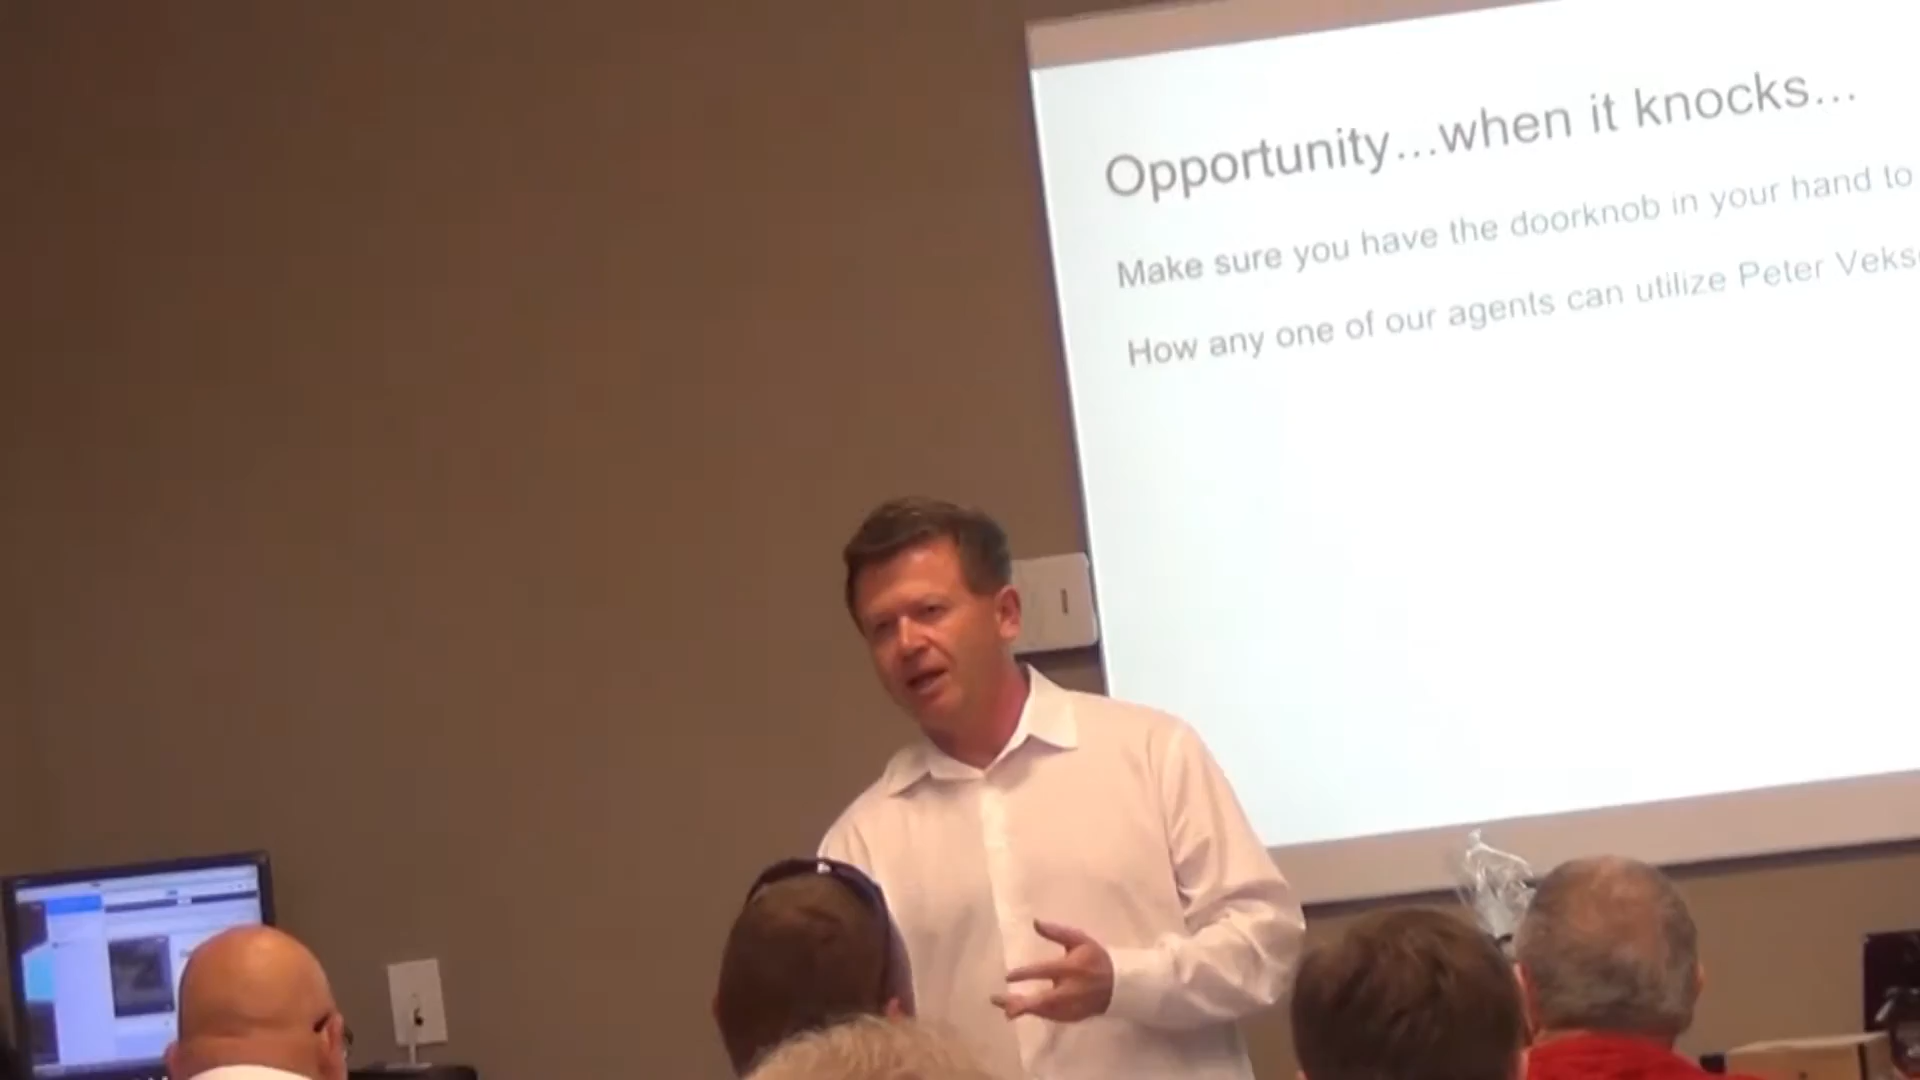 Opportunity...when it knocks...
Make sure you have the doorknob in your hand to
How any one of our agents can utilize Peter